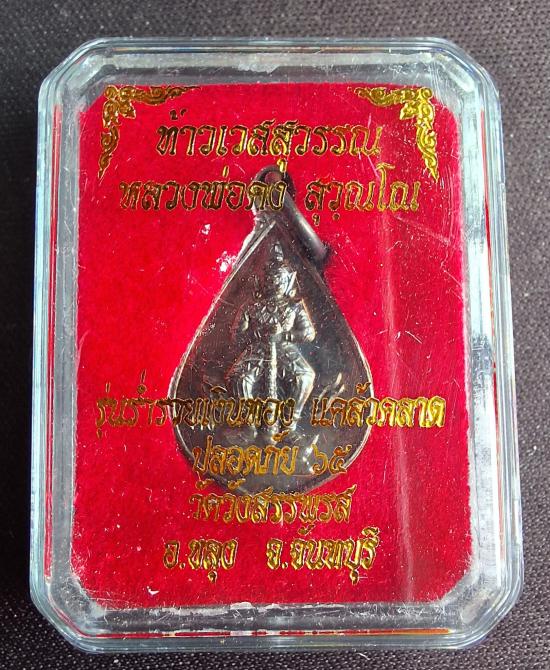 ท้าวเวสสุวรรณ
หลวงพ่อคง สุวณฺโณ
รุ่นร่ำรวยเงินทอง แคล้วคลาด
ปลอดภัย ๖๕
วัดวังสรรพรส
อ.ขลุง จ.จันทบุรี